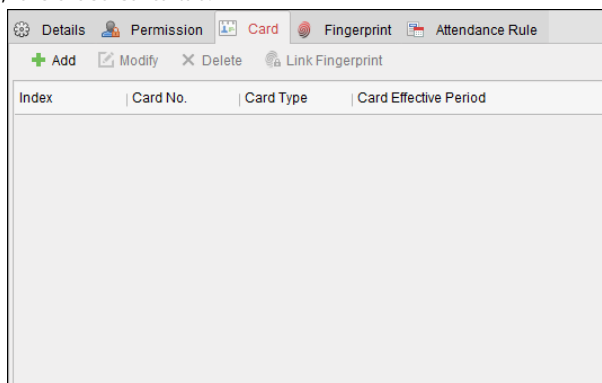 Details Permission Card Fingerprint Attendance Rule
Add Modify Delete Link Fingerprint
Index Card No. Card Type Card Effective Period